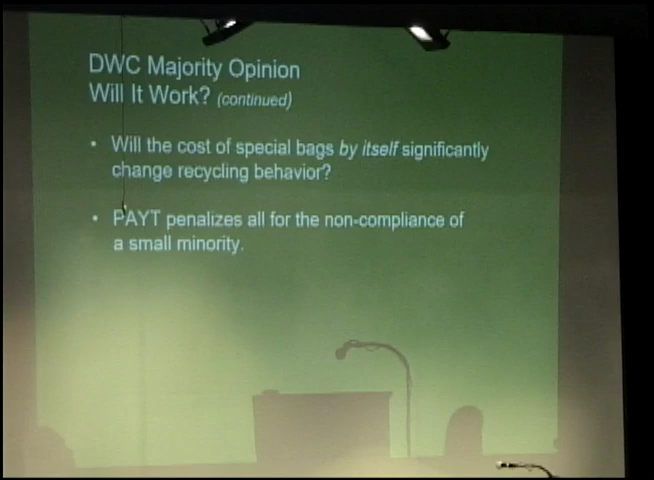 DWC Majority Opinion
Will It Work? (continued)
• Will the cost of special bags by itself significantly
change recycling behavior?
• PAYT penalizes all for the non-compliance of
a small minority.